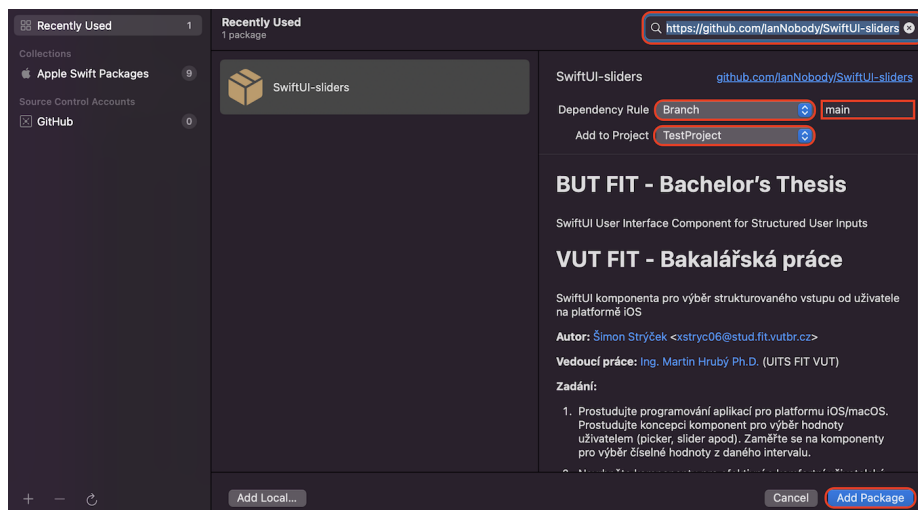 Recently Used 1
Collections
Apple Swift Packages 9
Source Control Accounts
GitHub 0
Recently Used
1 package
https://github.com/IanNobody/SwiftUI-sliders
SwiftUI-sliders
SwiftUI-sliders github.com/IanNobody/SwiftUI-sliders
Dependency Rule Branch main
Add to Project TestProject
BUT FIT - Bachelor’s Thesis
SwiftUI User Interface Component for Structured User Inputs
VUT FIT - Bakalářská práce
SwiftUI komponenta pro výběr strukturovaného vstupu od uživatele
na platformě iOS
Autor: Šimon Strýček <xstryc06@stud.fit.vutbr.cz>
Vedoucí práce: Ing. Martin Hrubý Ph.D. (UITS FIT VUT)
Zadání:
1. Prostudujte programování aplikací pro platformu iOS/macOS.
Prostudujte koncepci komponent pro výběr hodnoty
uživatelem (picker, slider apod). Zaměřte se na komponenty
pro výběr číselné hodnoty z daného intervalu.
Add Local...
Cancel
Add Package